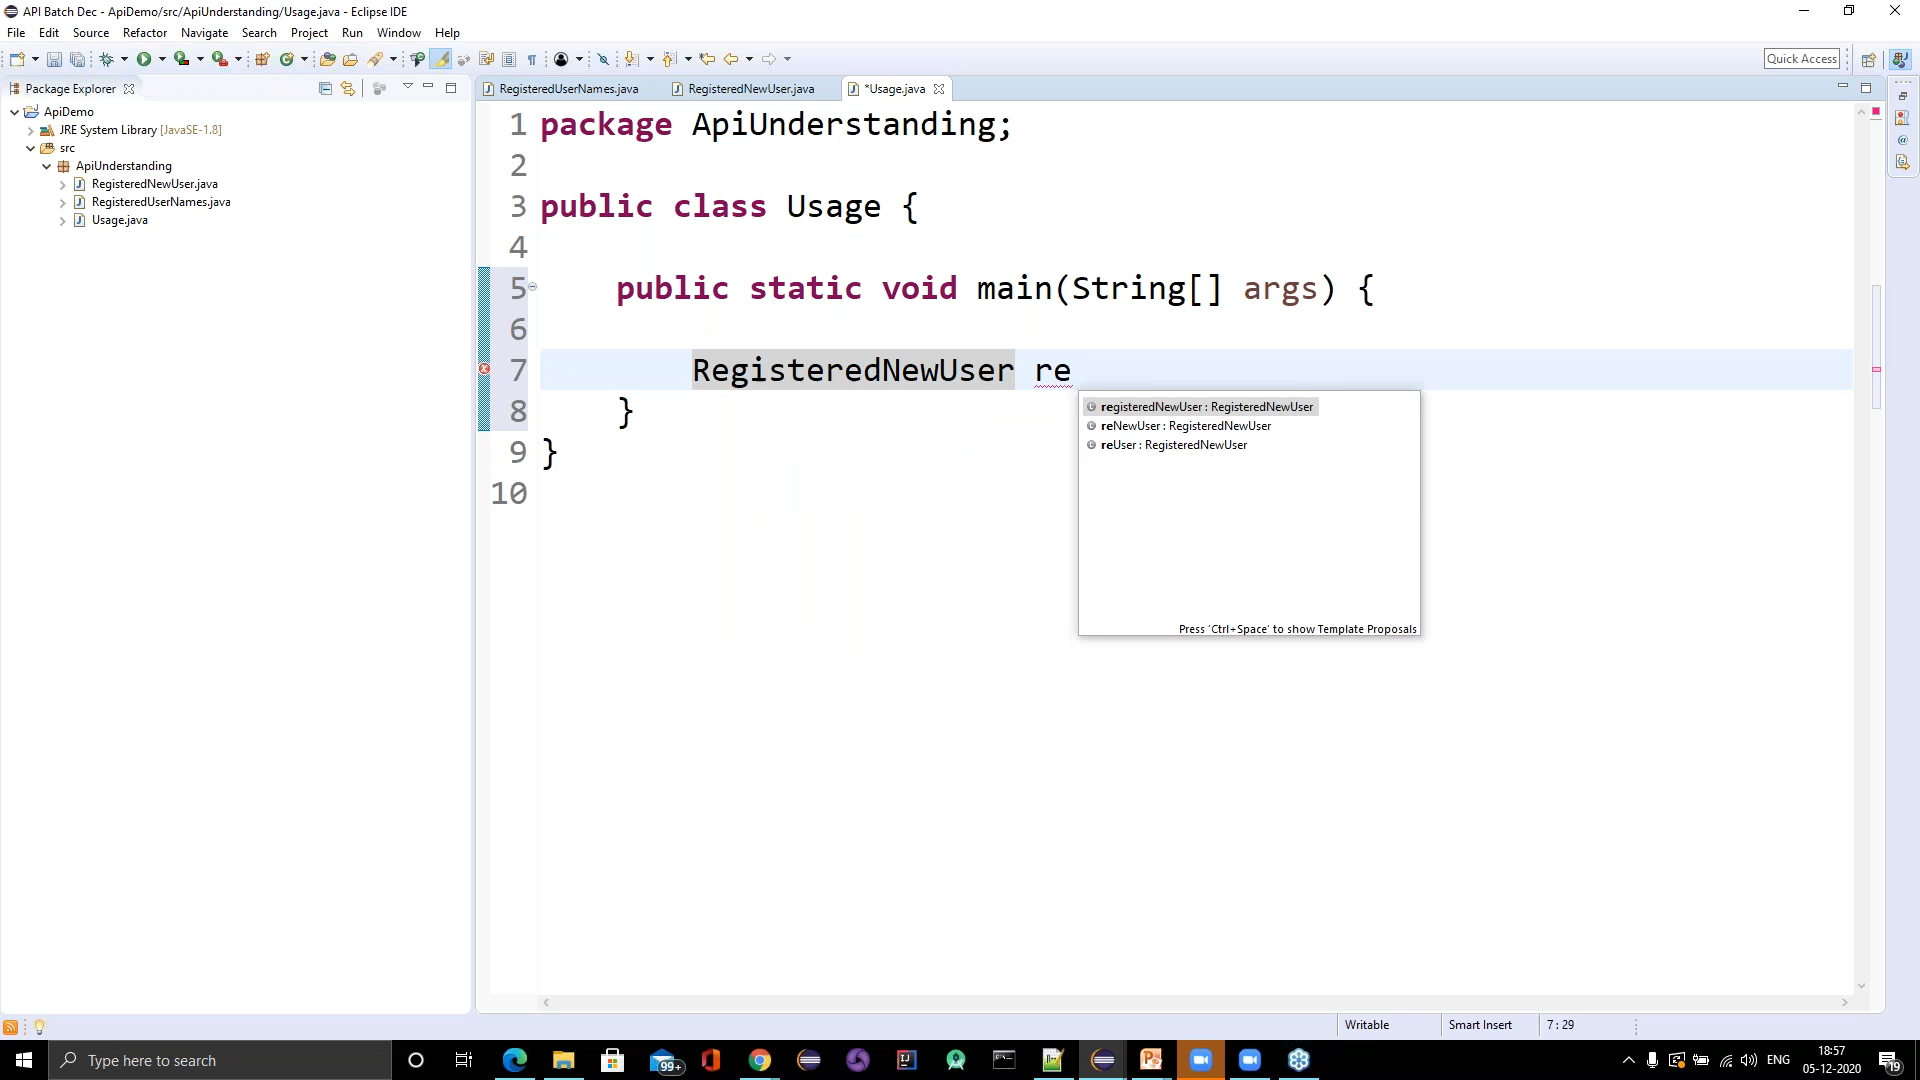 API Batch Dec - ApiDemo/src/ApiUnderstanding/Usage.java - Eclipse IDE
File Edit Source Refactor Navigate Search Project Run Window Help
Quick Access
Package Explorer
RegisteredUserNames.java RegisteredNewUser.java *Usage.java
ApiDemo
JRE System Library [JavaSE-1.8]
src
ApiUnderstanding
RegisteredNewUser.java
RegisteredUserNames.java
Usage.java
1 package ApiUnderstanding;
2
3 public class Usage {
4
5 public static void main(String[] args) {
6
7 RegisteredNewUser re
8 }
9 }
10
registeredNewUser : RegisteredNewUser
reNewUser : RegisteredNewUser
reUser : RegisteredNewUser
Press 'Ctrl+Space' to show Template Proposals
Writable Smart Insert 7 : 29
Type here to search
99+
ENG
18:57
05-12-2020
19